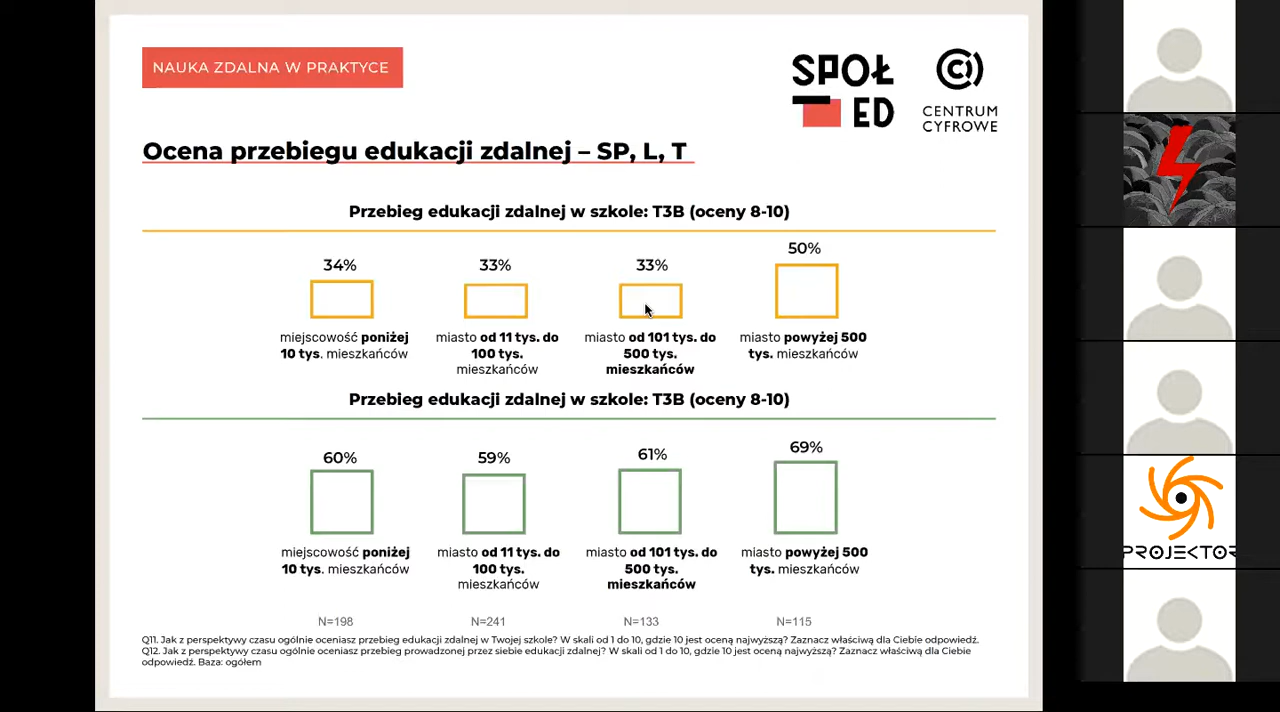 NAUKA ZDALNA W PRAKTYCE
SPOŁ
ED
CENTRUM
CYFROWE
Ocena przebiegu edukacji zdalnej – SP, L, T
Przebieg edukacji zdalnej w szkole: T3B (oceny 8-10)
34%
33%
33%
50%
miejscowość poniżej
10 tys. mieszkańców
miasto od 11 tys. do
100 tys.
mieszkańców
miasto od 101 tys. do
500 tys.
mieszkańców
miasto powyżej 500
tys. mieszkańców
Przebieg edukacji zdalnej w szkole: T3B (oceny 8-10)
60%
59%
61%
69%
miejscowość poniżej
10 tys. mieszkańców
miasto od 11 tys. do
100 tys.
mieszkańców
miasto od 101 tys. do
500 tys.
mieszkańców
miasto powyżej 500
tys. mieszkańców
N=198
N=241
N=133
N=115
Q11. Jak z perspektywy czasu ogólnie oceniasz przebieg edukacji zdalnej w Twojej szkole? W skali od 1 do 10, gdzie 10 jest oceną najwyższą? Zaznacz właściwą dla Ciebie odpowiedź.
Q12. Jak z perspektywy czasu ogólnie oceniasz przebieg prowadzonej przez siebie edukacji zdalnej? W skali od 1 do 10, gdzie 10 jest oceną najwyższą? Zaznacz właściwą dla Ciebie
odpowiedź. Baza: ogółem
PROJEKTOR